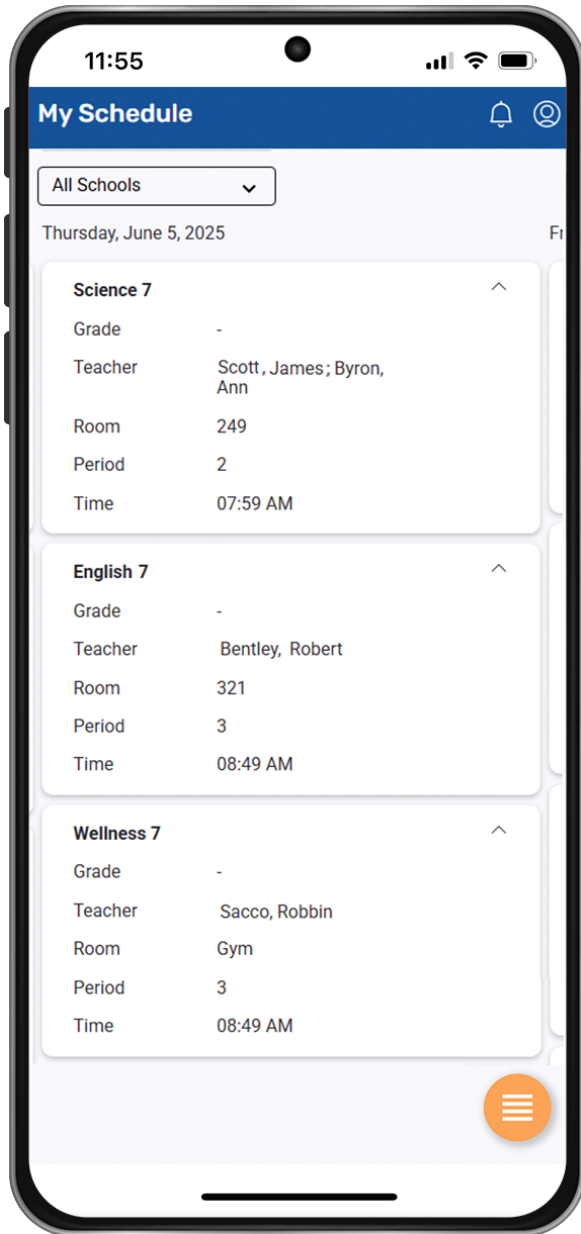 11:55
My Schedule
All Schools
Thursday, June 5, 2025 Fr
Science 7
Grade -
Teacher Scott, James; Byron,
Ann
Room 249
Period 2
Time 07:59 AM
English 7
Grade -
Teacher Bentley, Robert
Room 321
Period 3
Time 08:49 AM
Wellness 7
Grade -
Teacher Sacco, Robbin
Room Gym
Period 3
Time 08:49 AM